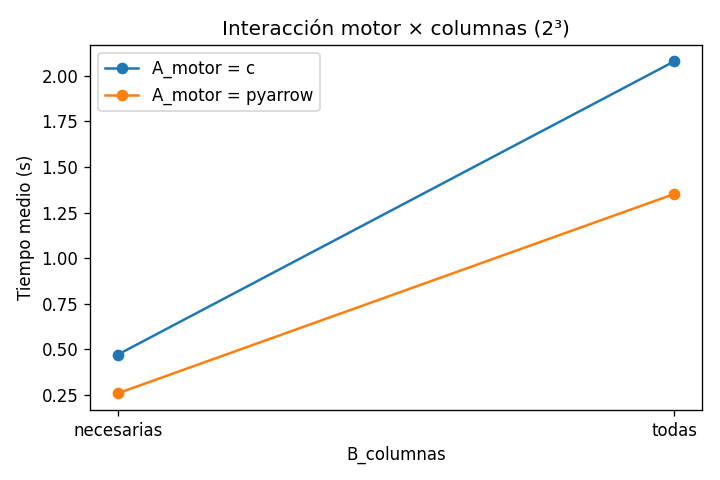 Interacción motor × columnas (2³)
A_motor = c
A_motor = pyarrow
Tiempo medio (s)
2.00
1.75
1.50
1.25
1.00
0.75
0.50
0.25
necesarias
todas
B_columnas